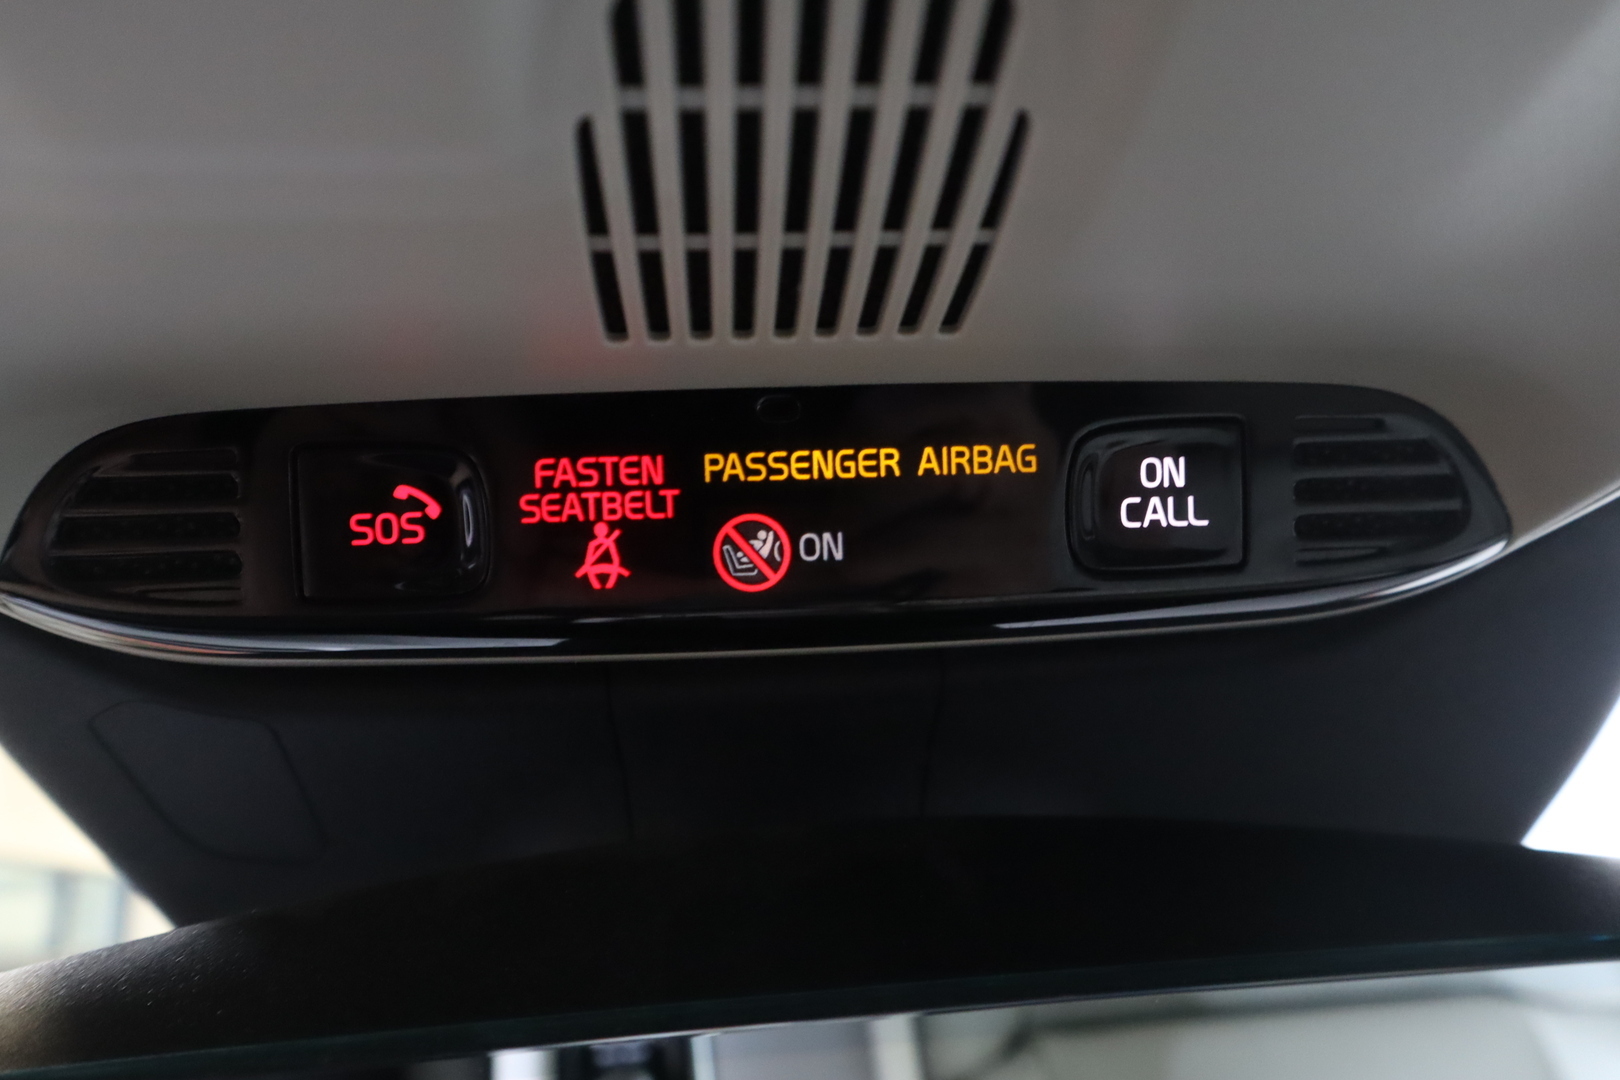 SOS
FASTEN
SEATBELT
PASSENGER AIRBAG
ON
ON
CALL